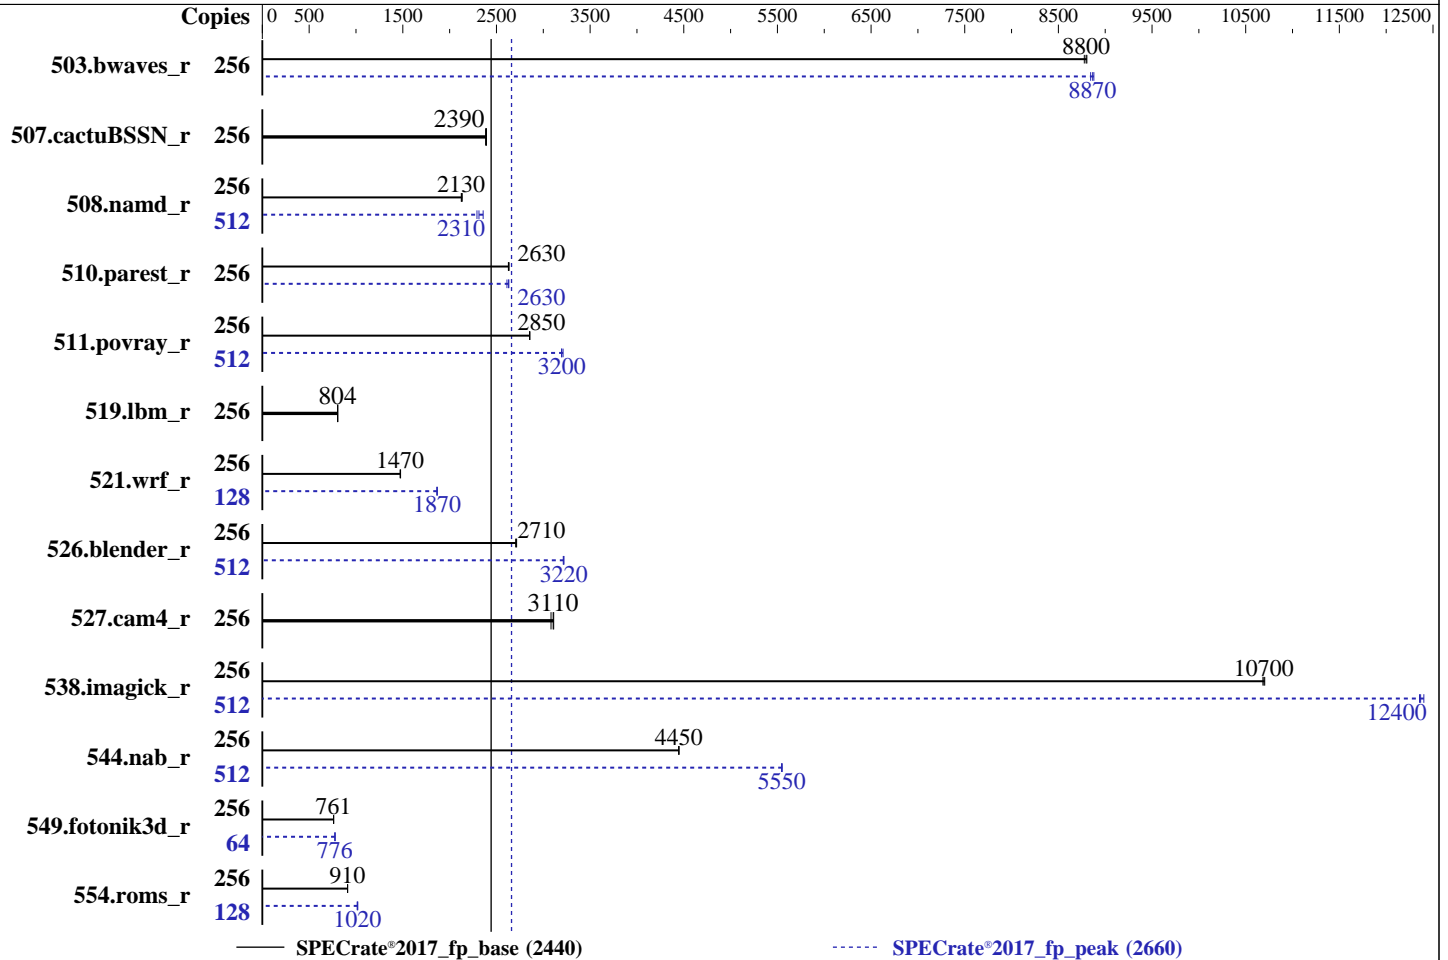 Copies 0 500 1500 2500 3500 4500 5500 6500 7500 8500 9500 10500 11500 12500
8800
503.bwaves_r 256
8870
2390
507.cactuBSSN_r 256
256 2130
508.namd_r
512 2310
2630
510.parest_r 256
2630
256 2850
511.povray_r
512 3200
804
519.lbm_r 256
256 1470
521.wrf_r
128 1870
256 2710
526.blender_r
512 3220
3110
527.cam4_r 256
256 10700
538.imagick_r
512 12400
256 4450
544.nab_r
512 5550
256 761
549.fotonik3d_r
64 776
256 910
554.roms_r
128 1020
SPECrate®2017_fp_base (2440) SPECrate®2017_fp_peak (2660)